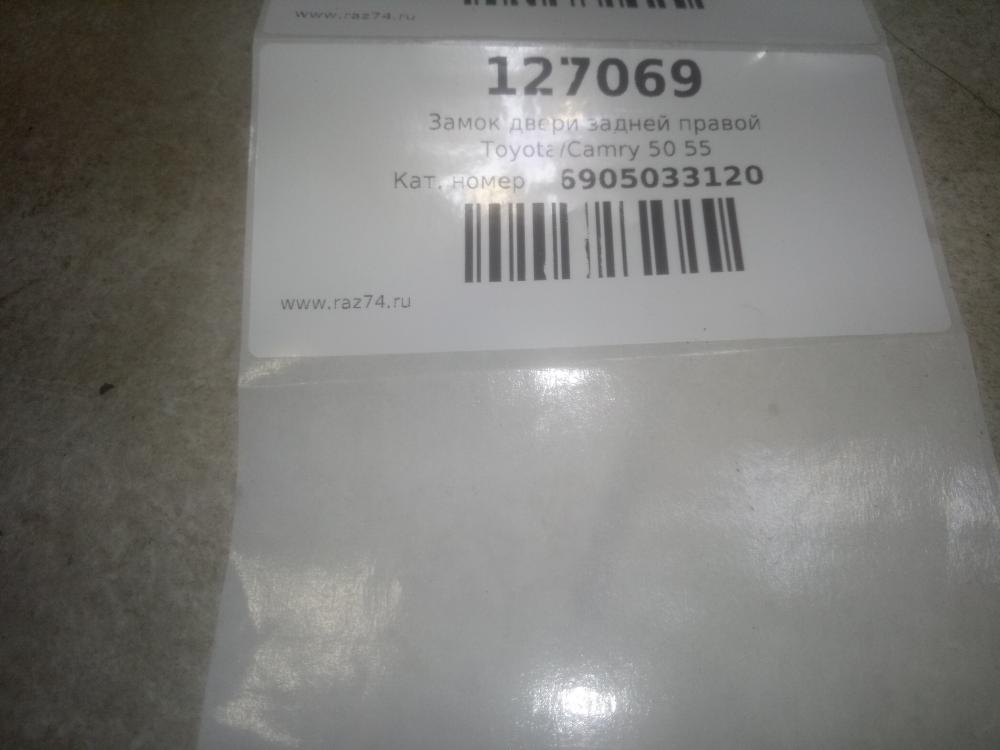 www.raz74.ru
127069
Замок двери задней правой
Toyota/Camry 50 55
Кат. номер 6905033120
www.raz74.ru